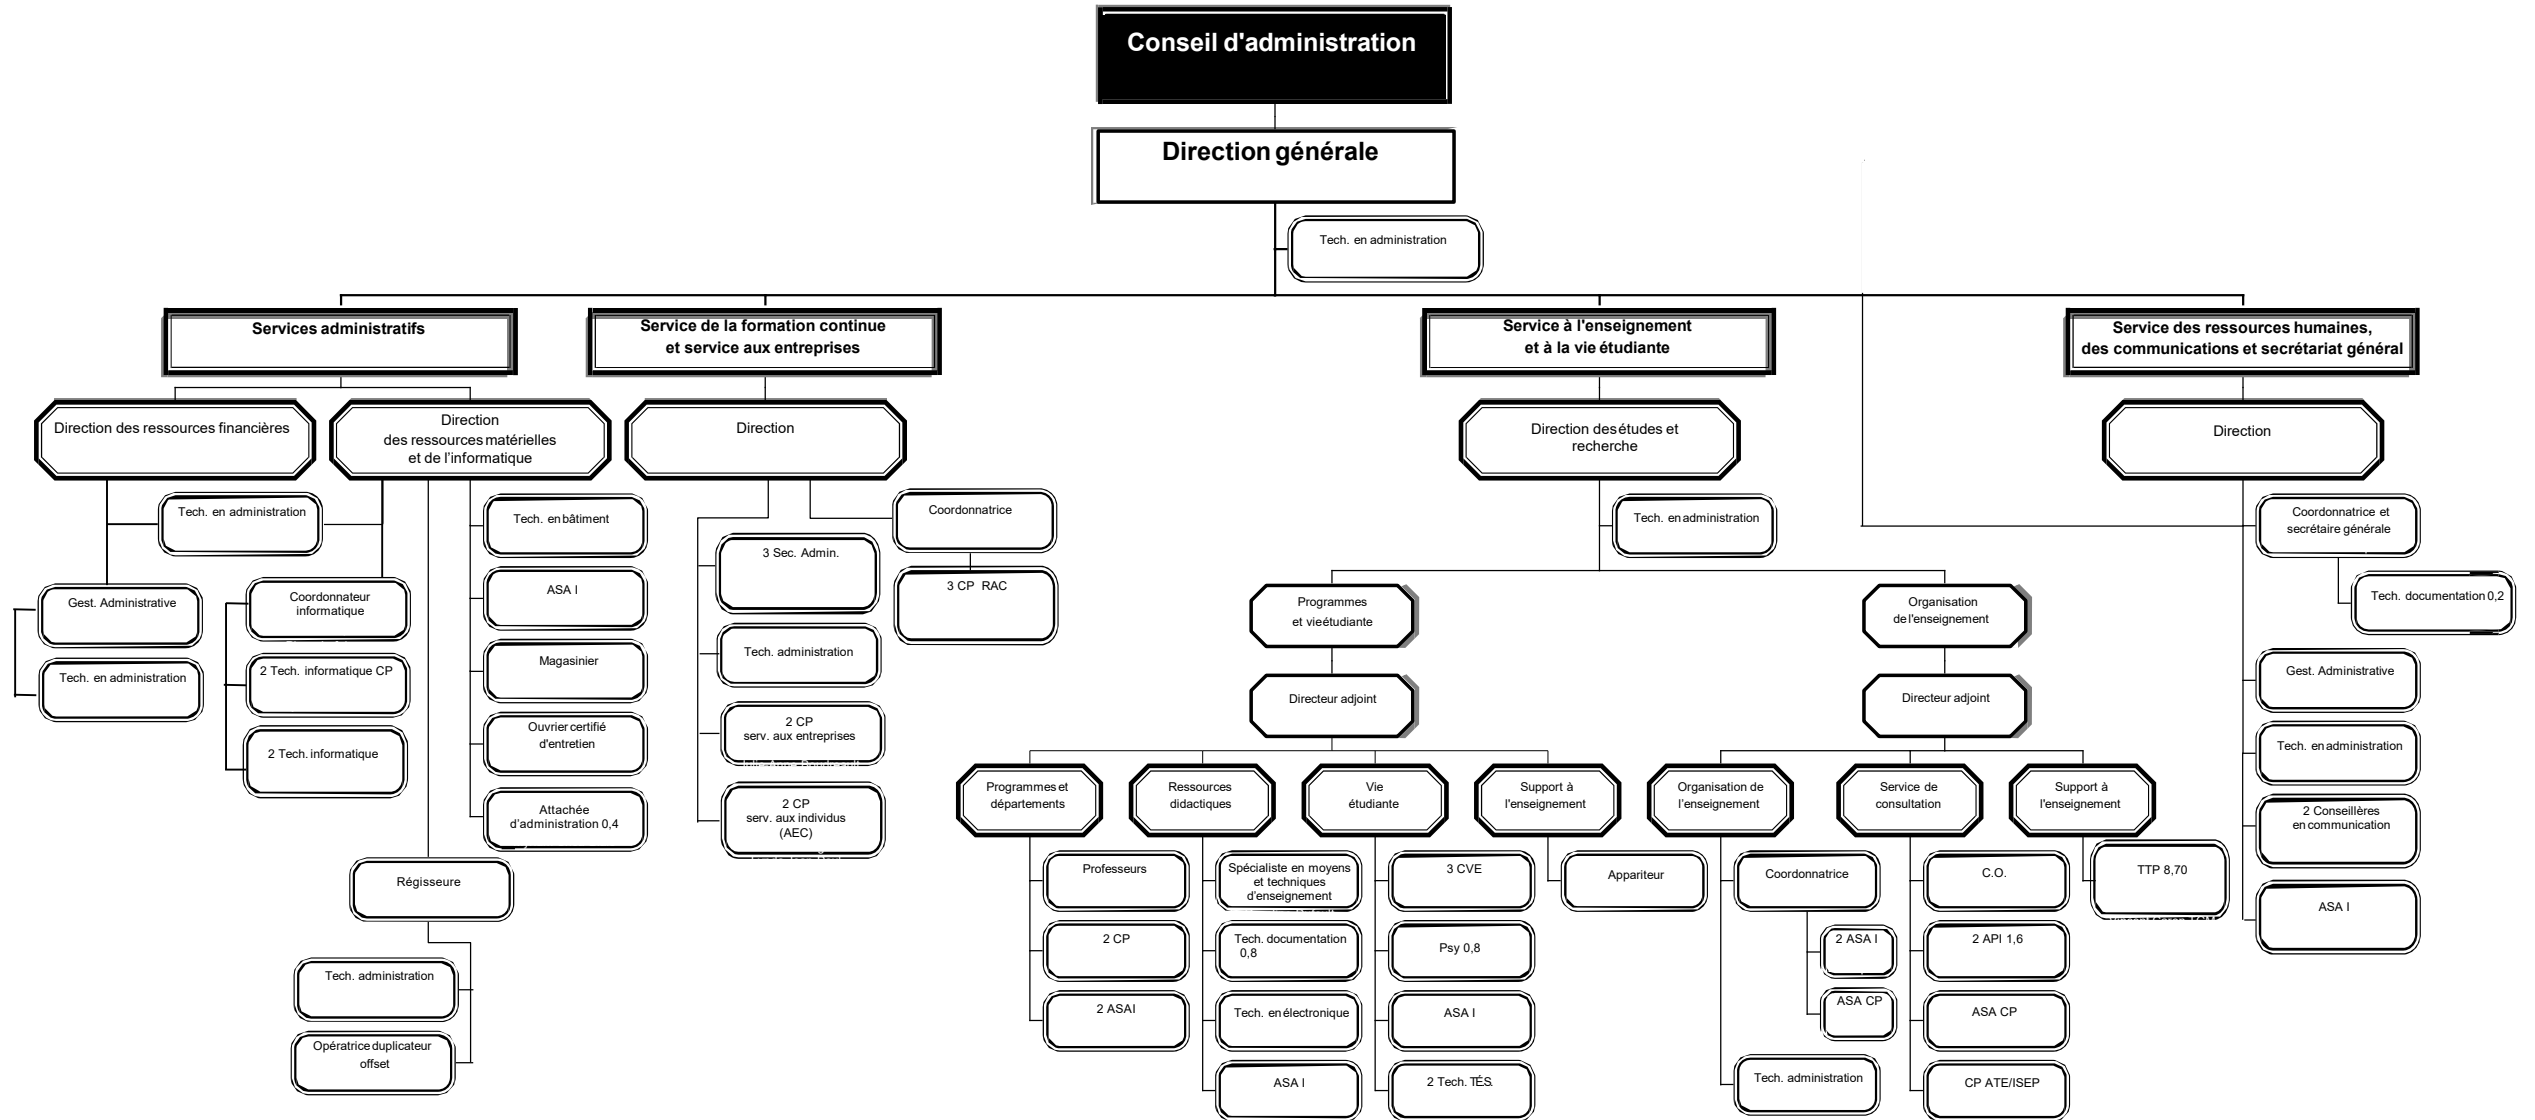 Conseil d'administration
Direction générale
Tech. en administration
Services administratifs
Service de la formation continue
et service aux entreprises
Service à l'enseignement
et à la vie étudiante
Service des ressources humaines,
des communications et secrétariat général
Direction des ressources financières
Direction
des ressources matérielles
et de l'informatique
Direction
Direction des études et
recherche
Direction
Tech. en administration
Gest. Administrative
Tech. en administration
Coordonnateur
informatique
2 Tech. informatique CP
2 Tech. informatique
Tech. en bâtiment
ASA I
Magasinier
Ouvrier certifié
d'entretien
Attachée
d'administration 0,4
Régisseure
Tech. administration
Opératrice duplicateur
offset
3 Sec. Admin.
Tech. administration
2 CP
serv. aux entreprises
2 CP
serv. aux individus
(AEC)
Coordonnatrice
3 CP RAC
Tech. en administration
Programmes
et vie étudiante
Directeur adjoint
Organisation
de l'enseignement
Directeur adjoint
Programmes et
départements
Professeurs
2 CP
2 ASAI
Ressources
didactiques
Spécialiste en moyens
et techniques
d'enseignement
Tech. documentation
0,8
Tech. en électronique
ASA I
Vie
étudiante
3 CVE
Psy 0,8
ASA I
2 Tech. TÉS.
Support à
l'enseignement
Appariteur
Organisation de
l'enseignement
Coordonnatrice
2 ASA I
ASA CP
Tech. administration
Service de
consultation
C.O.
2 API 1,6
ASA CP
CP ATE/ISEP
Support à
l'enseignement
TTP 8,70
Coordonnatrice et
secrétaire générale
Tech. documentation 0,2
Gest. Administrative
Tech. en administration
2 Conseillères
en communication
ASA I